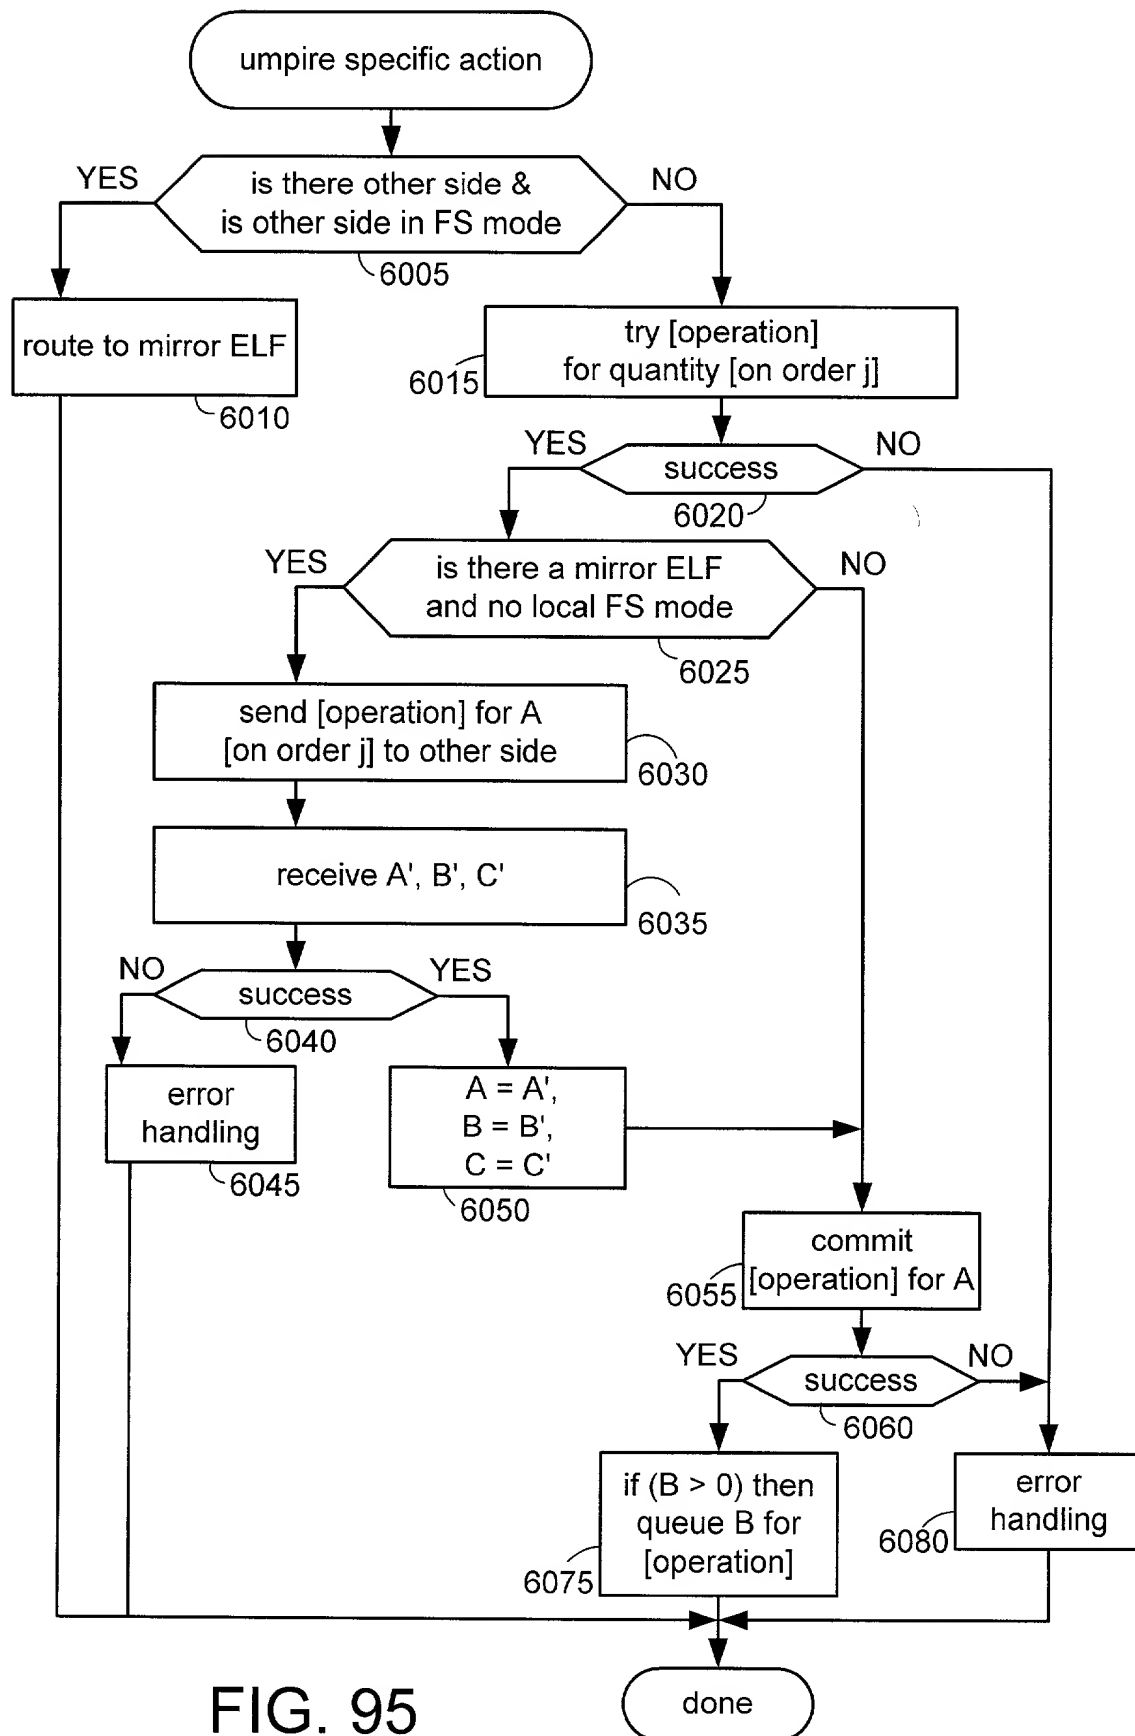 umpire specific action
YES
is there other side &
is other side in FS mode
NO
6005
route to mirror ELF
6010
try [operation]
for quantity [on order j]
6015
YES
success
NO
6020
YES
is there a mirror ELF
and no local FS mode
NO
6025
send [operation] for A
[on order j] to other side
6030
receive A', B', C'
6035
NO
success
YES
6040
error
handling
6045
A = A',
B = B',
C = C'
6050
commit
[operation] for A
6055
YES
success
NO
6060
if (B > 0) then
queue B for
[operation]
6075
error
handling
6080
done
FIG. 95